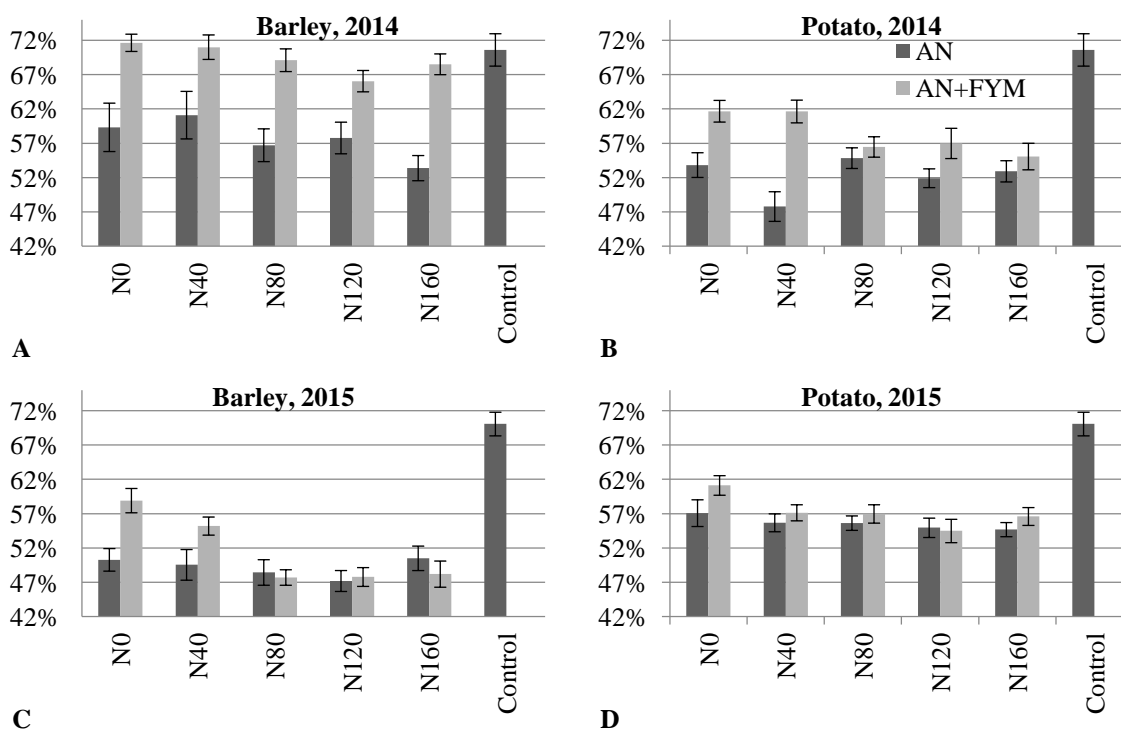 Barley, 2014
72%
67%
62%
57%
52%
47%
42%
N0
N40
N80
N120
N160
Control
A
Potato, 2014
AN
AN+FYM
72%
67%
62%
57%
52%
47%
42%
N0
N40
N80
N120
N160
Control
B
Barley, 2015
72%
67%
62%
57%
52%
47%
42%
N0
N40
N80
N120
N160
Control
C
Potato, 2015
72%
67%
62%
57%
52%
47%
42%
N0
N40
N80
N120
N160
Control
D